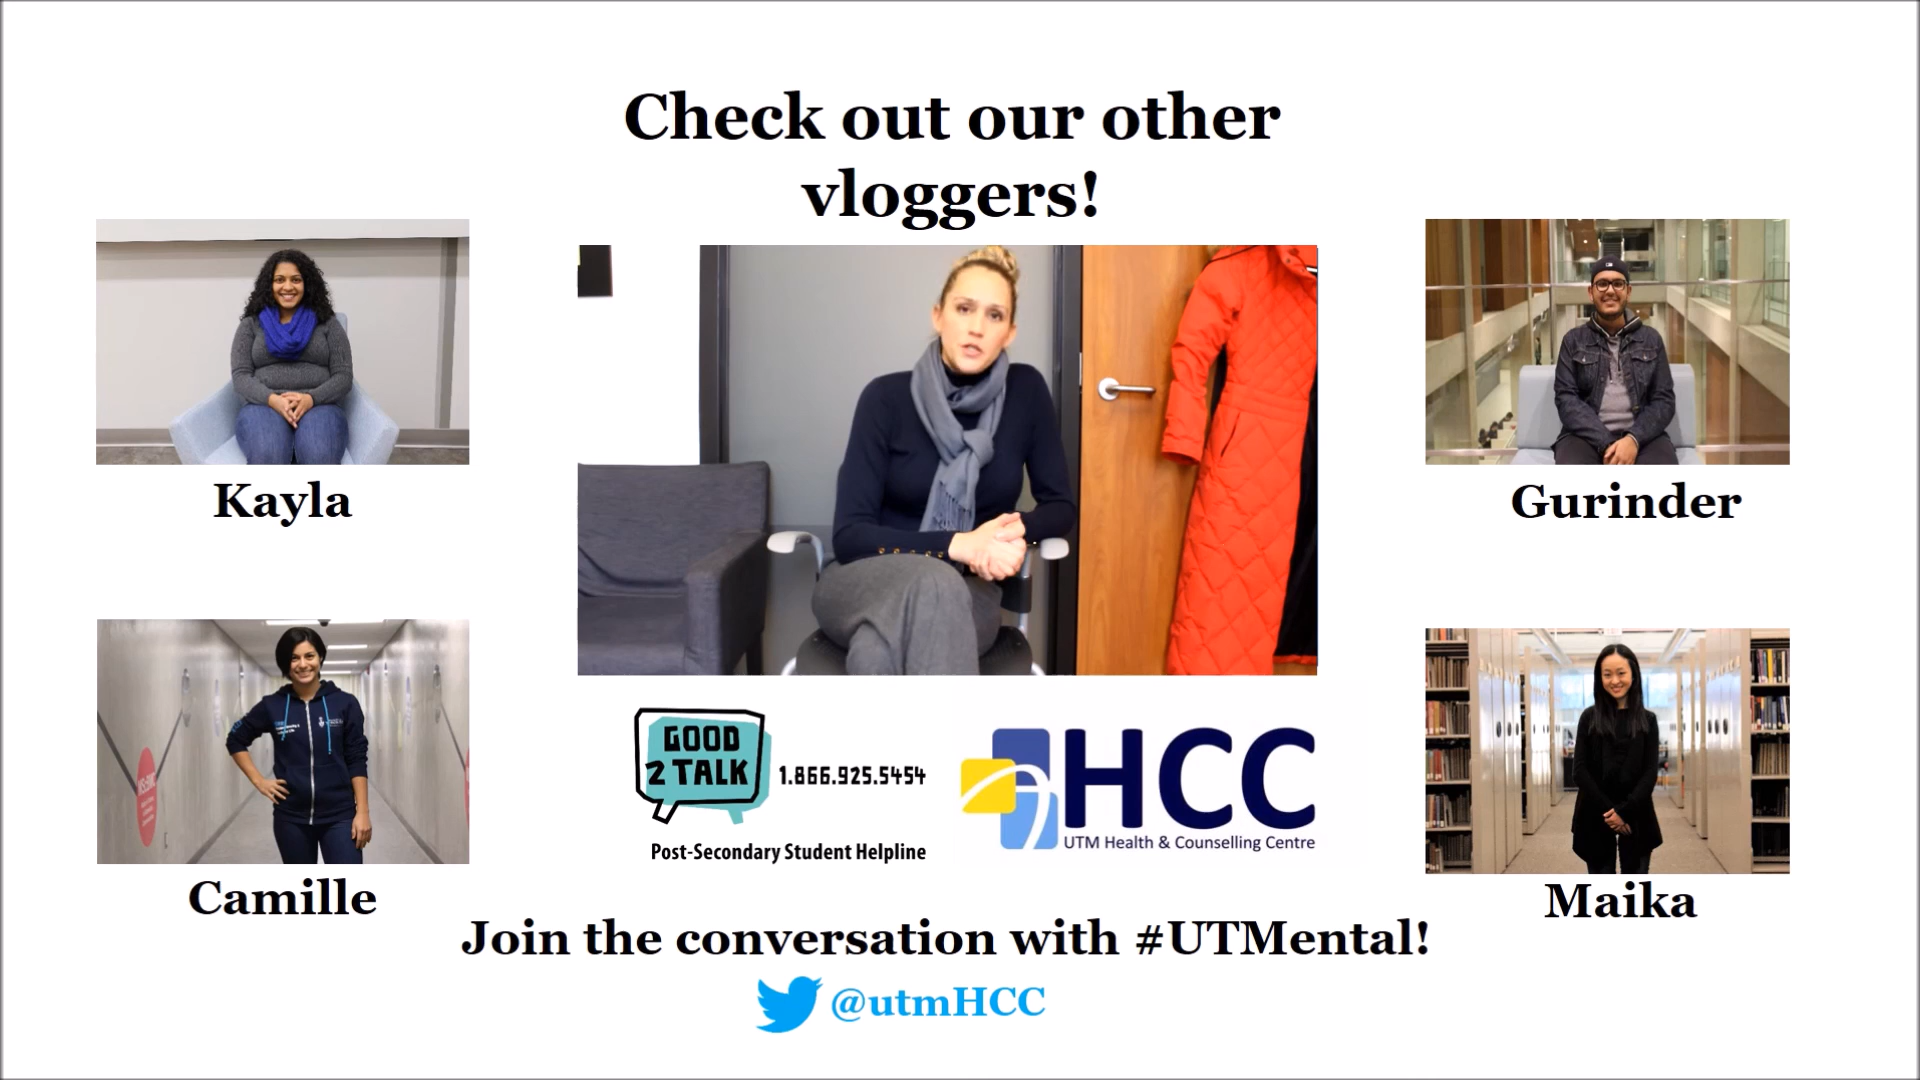 Check out our other
vloggers!
Kayla
Gurinder
GOOD
2 TALK
1.866.925.5454
Post-Secondary Student Helpline
HCC
UTM Health & Counselling Centre
Camille
Maika
Join the conversation with #UTMental!
@utmHCC